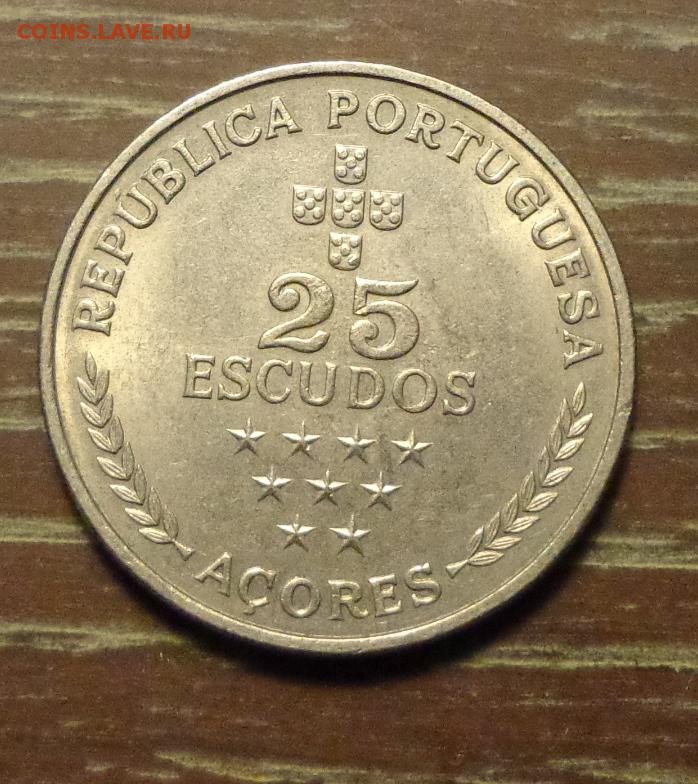 COINS.LAVE.RU
REPÚBLICA PORTUGUESA
25
ESCUDOS
AÇORES